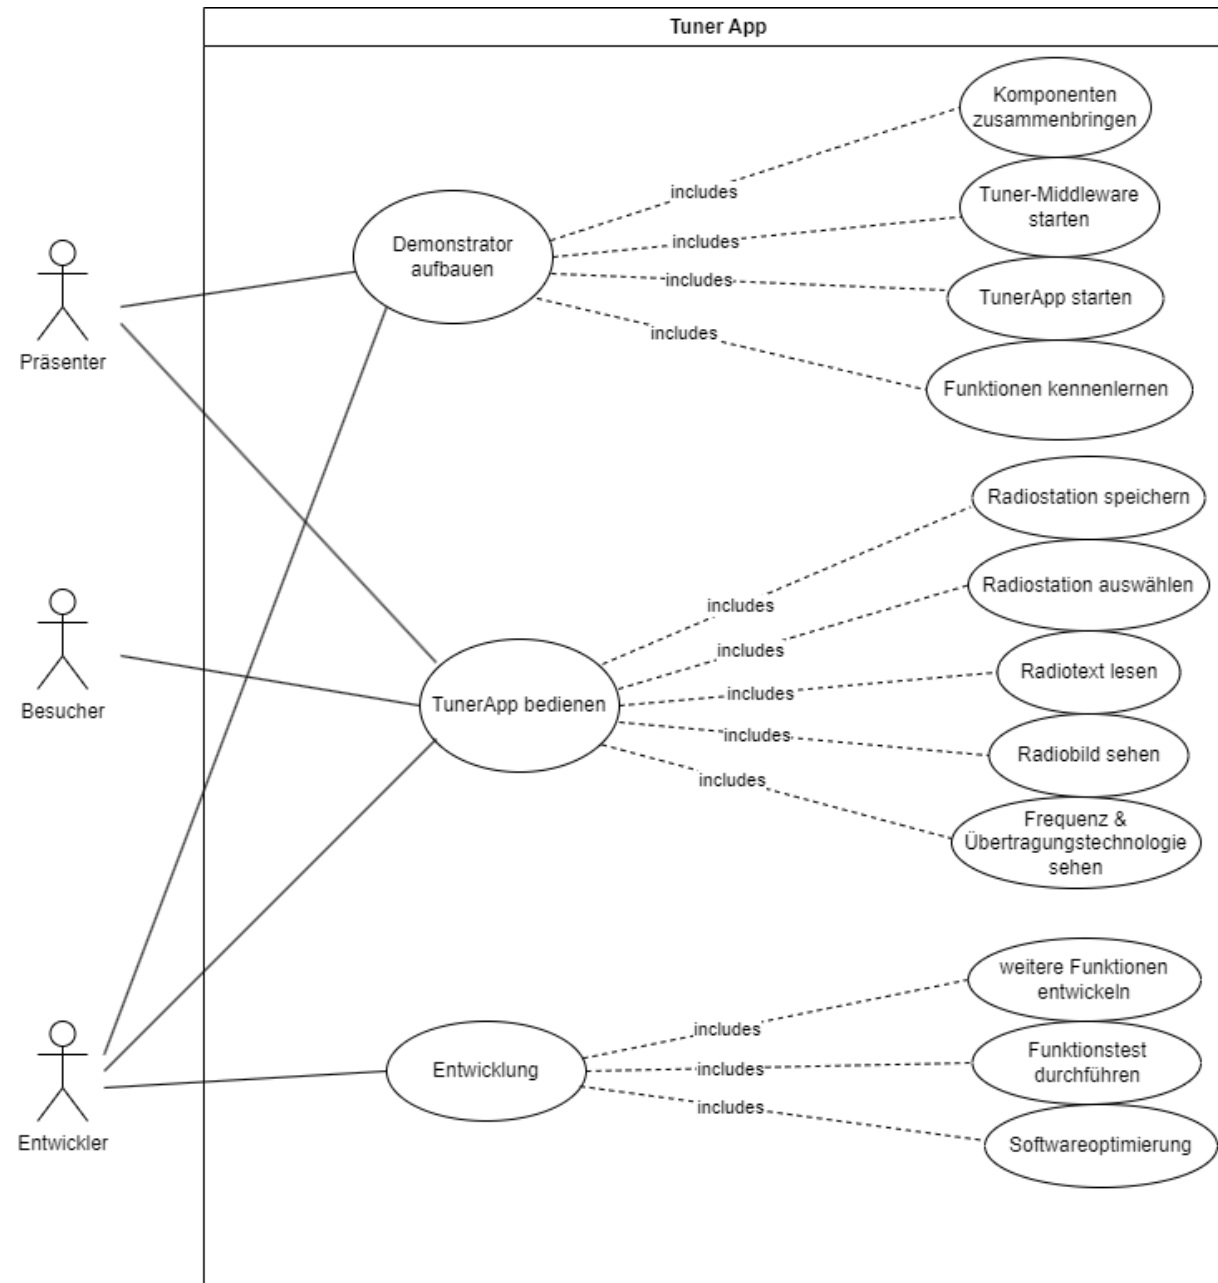 Tuner App
Komponenten
zusammenbringen
includes
Tuner-Middleware
starten
Demonstrator
aufbauen
includes
includes
TunerApp starten
includes
Präsenter
Funktionen kennenlernen
Radiostation speichern
includes
Radiostation auswählen
includes
Besucher
TunerApp bedienen
includes
Radiotext lesen
includes
Radiobild sehen
includes
Frequenz &
Übertragungstechnologie
sehen
weitere Funktionen
entwickeln
includes
Entwicklung
includes
Funktionstest
durchführen
includes
Entwickler
Softwareoptimierung